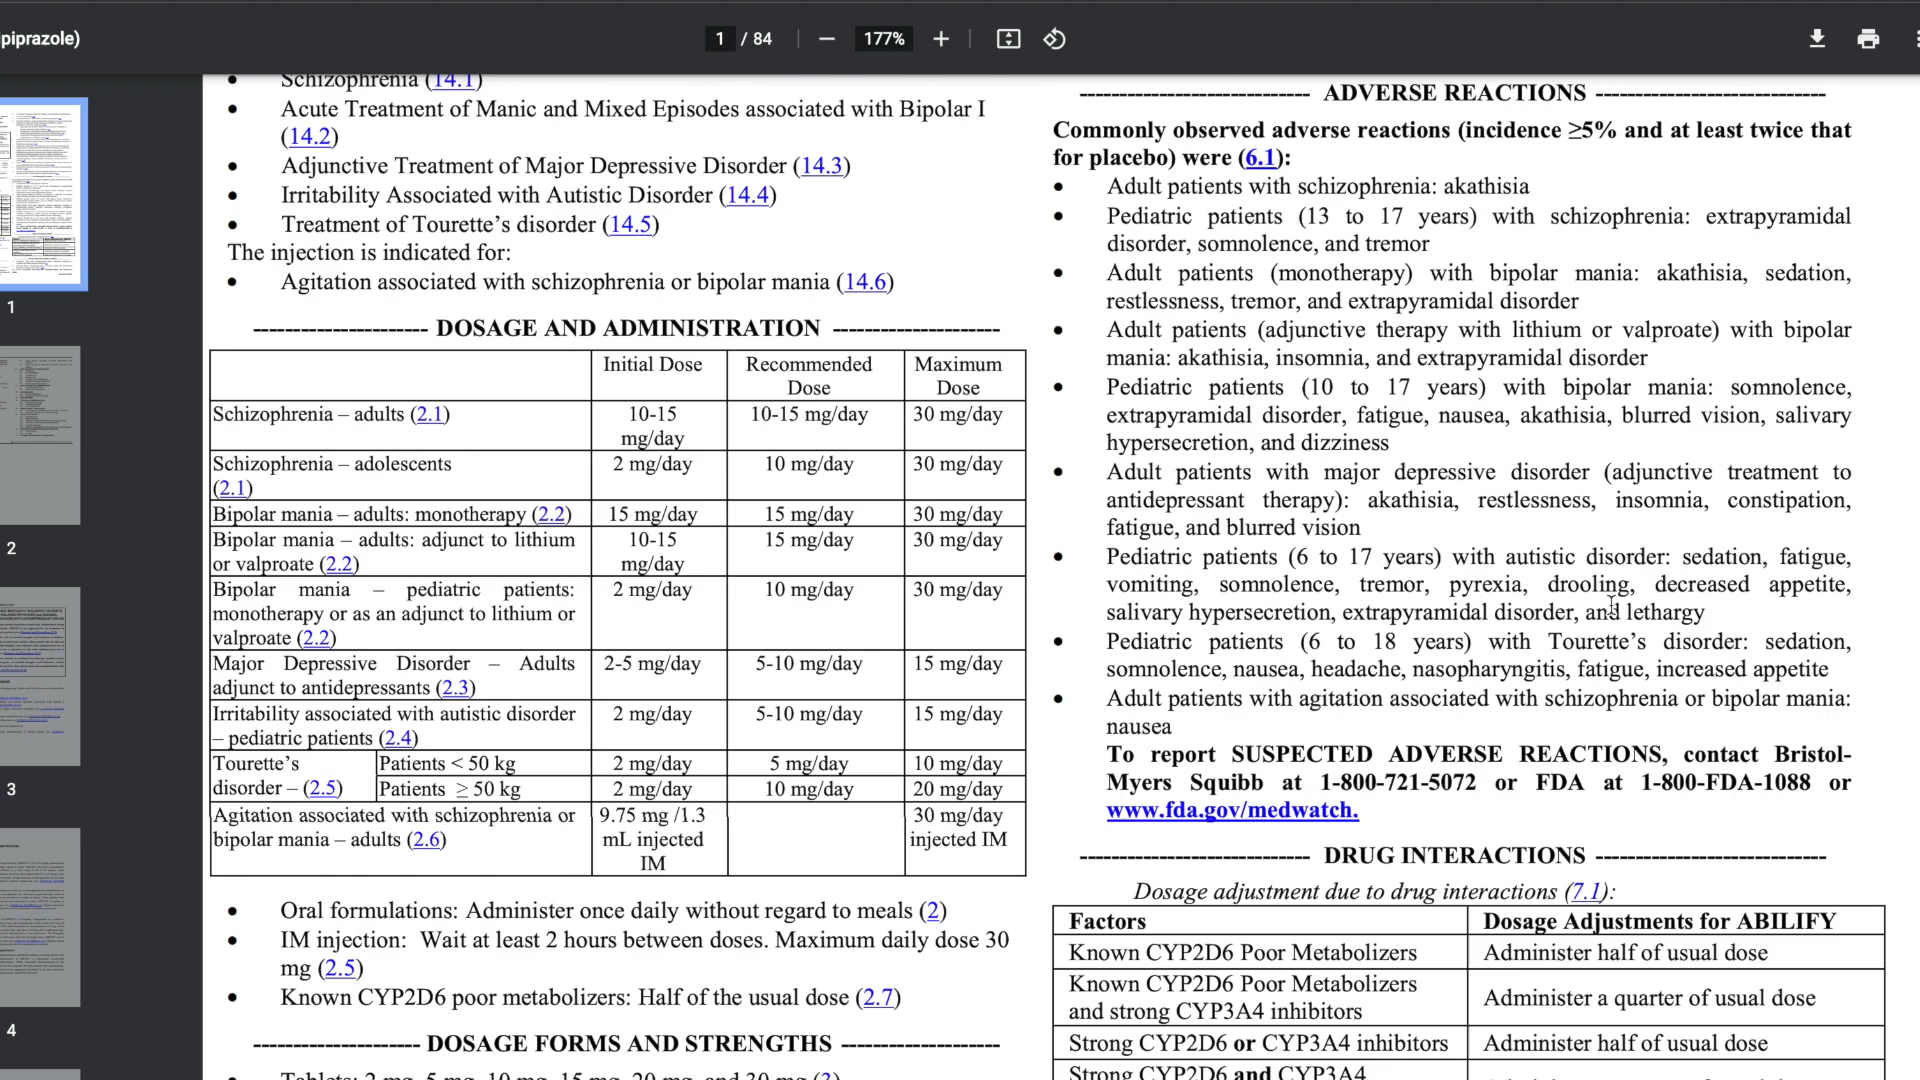 piprazole)
1 / 84
177%
1
2
3
4
Schizophrenia (14.1)
• Acute Treatment of Manic and Mixed Episodes associated with Bipolar I
(14.2)
• Adjunctive Treatment of Major Depressive Disorder (14.3)
• Irritability Associated with Autistic Disorder (14.4)
• Treatment of Tourette’s disorder (14.5)
The injection is indicated for:
• Agitation associated with schizophrenia or bipolar mania (14.6)
---------------------- DOSAGE AND ADMINISTRATION ---------------------
Initial Dose Recommended Dose Maximum Dose
Schizophrenia – adults (2.1) 10-15 mg/day 10-15 mg/day 30 mg/day
Schizophrenia – adolescents (2.1) 2 mg/day 10 mg/day 30 mg/day
Bipolar mania – adults: monotherapy (2.2) 15 mg/day 15 mg/day 30 mg/day
Bipolar mania – adults: adjunct to lithium or valproate (2.2) 10-15 mg/day 15 mg/day 30 mg/day
Bipolar mania – pediatric patients: monotherapy or as an adjunct to lithium or valproate (2.2) 2 mg/day 10 mg/day 30 mg/day
Major Depressive Disorder – Adults adjunct to antidepressants (2.3) 2-5 mg/day 5-10 mg/day 15 mg/day
Irritability associated with autistic disorder – pediatric patients (2.4) 2 mg/day 5-10 mg/day 15 mg/day
Tourette’s disorder – (2.5) Patients < 50 kg 2 mg/day 5 mg/day 10 mg/day
Patients ≥ 50 kg 2 mg/day 10 mg/day 20 mg/day
Agitation associated with schizophrenia or bipolar mania – adults (2.6) 9.75 mg /1.3 mL injected IM 30 mg/day injected IM
• Oral formulations: Administer once daily without regard to meals (2)
• IM injection: Wait at least 2 hours between doses. Maximum daily dose 30
mg (2.5)
• Known CYP2D6 poor metabolizers: Half of the usual dose (2.7)
--------------------- DOSAGE FORMS AND STRENGTHS --------------------
• Tablets: 2 mg, 5 mg, 10 mg, 15 mg, 20 mg, and 30 mg (3)
----------------------------- ADVERSE REACTIONS -----------------------------
Commonly observed adverse reactions (incidence ≥5% and at least twice that
for placebo) were (6.1):
• Adult patients with schizophrenia: akathisia
• Pediatric patients (13 to 17 years) with schizophrenia: extrapyramidal
disorder, somnolence, and tremor
• Adult patients (monotherapy) with bipolar mania: akathisia, sedation,
restlessness, tremor, and extrapyramidal disorder
• Adult patients (adjunctive therapy with lithium or valproate) with bipolar
mania: akathisia, insomnia, and extrapyramidal disorder
• Pediatric patients (10 to 17 years) with bipolar mania: somnolence,
extrapyramidal disorder, fatigue, nausea, akathisia, blurred vision, salivary
hypersecretion, and dizziness
• Adult patients with major depressive disorder (adjunctive treatment to
antidepressant therapy): akathisia, restlessness, insomnia, constipation,
fatigue, and blurred vision
• Pediatric patients (6 to 17 years) with autistic disorder: sedation, fatigue,
vomiting, somnolence, tremor, pyrexia, drooling, decreased appetite,
salivary hypersecretion, extrapyramidal disorder, and lethargy
• Pediatric patients (6 to 18 years) with Tourette’s disorder: sedation,
somnolence, nausea, headache, nasopharyngitis, fatigue, increased appetite
• Adult patients with agitation associated with schizophrenia or bipolar mania:
nausea
To report SUSPECTED ADVERSE REACTIONS, contact Bristol-
Myers Squibb at 1-800-721-5072 or FDA at 1-800-FDA-1088 or
www.fda.gov/medwatch.
----------------------------- DRUG INTERACTIONS -----------------------------
Dosage adjustment due to drug interactions (7.1):
Factors Dosage Adjustments for ABILIFY
Known CYP2D6 Poor Metabolizers Administer half of usual dose
Known CYP2D6 Poor Metabolizers and strong CYP3A4 inhibitors Administer a quarter of usual dose
Strong CYP2D6 or CYP3A4 inhibitors Administer half of usual dose
Strong CYP2D6 and CYP3A4